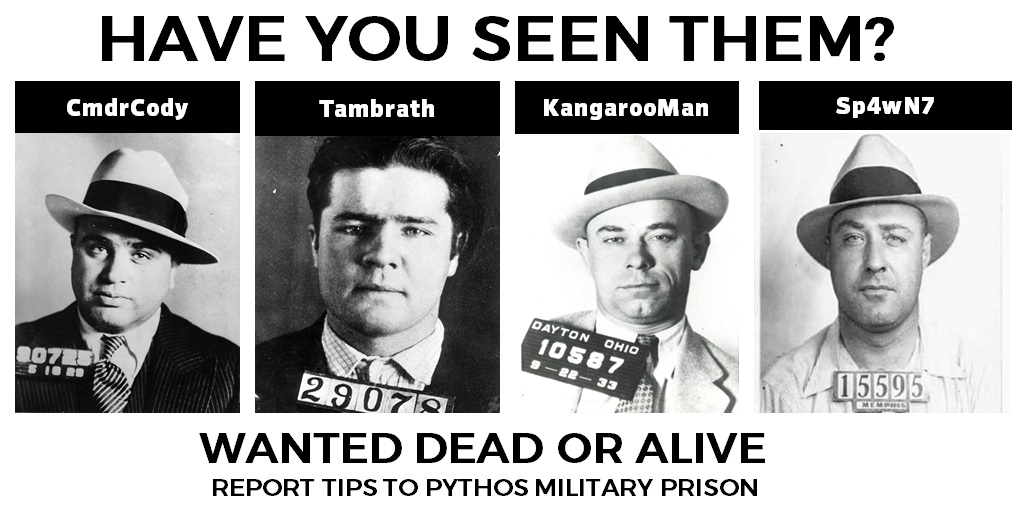 HAVE YOU SEEN THEM?
CmdrCody
Tambrath
KangarooMan
Sp4wN7
29078
DAYTON OHIO
10587
9-22-33
15595
MEMPHIS
WANTED DEAD OR ALIVE
REPORT TIPS TO PYTHOS MILITARY PRISON